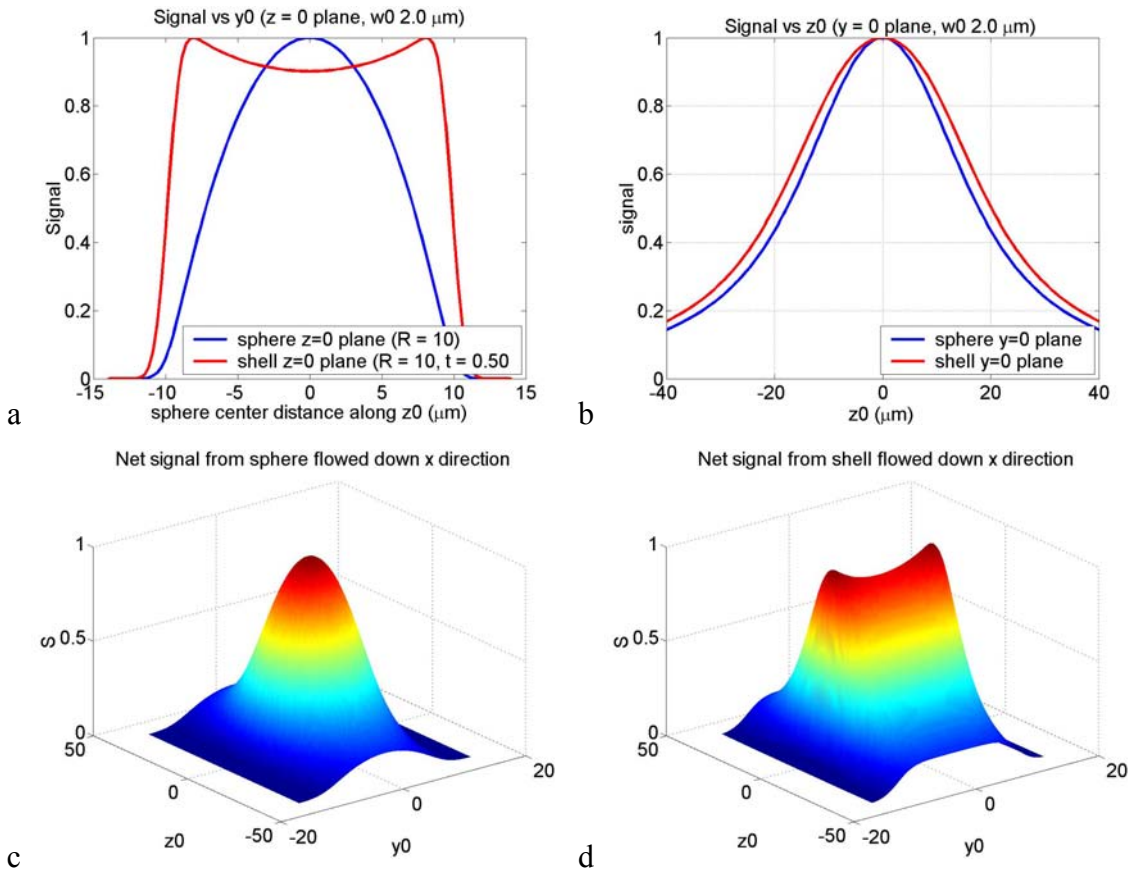 Signal vs y0 (z = 0 plane, w0 2.0 μm)
1
0.8
0.6
0.4
0.2
0
Signal
sphere z=0 plane (R = 10)
shell z=0 plane (R = 10, t = 0.50
-15
-10
-5
0
5
10
15
sphere center distance along z0 (μm)
a
Signal vs z0 (y = 0 plane, w0 2.0 μm)
1
0.8
0.6
0.4
0.2
0
signal
sphere y=0 plane
shell y=0 plane
-40
-20
0
20
40
z0 (μm)
b
Net signal from sphere flowed down x direction
1
0.5
0
S
50
0
-50
z0
-20
0
20
y0
c
Net signal from shell flowed down x direction
1
0.5
0
S
50
0
-50
z0
-20
0
20
y0
d